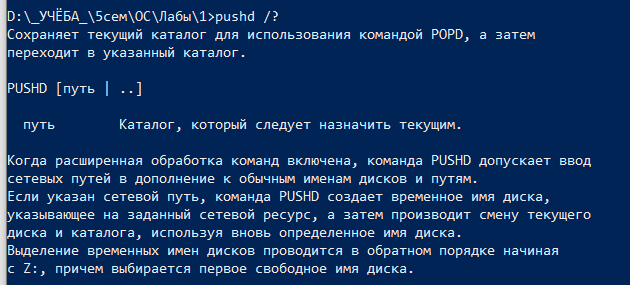 D:\_УЧЁБА_\5сем\ОС\Лабы\1>pushd /?
Сохраняет текущий каталог для использования командой POPD, а затем
переходит в указанный каталог.
PUSHD [путь | ..]
путь Каталог, который следует назначить текущим.
Когда расширенная обработка команд включена, команда PUSHD допускает ввод
сетевых путей в дополнение к обычным именам дисков и путям.
Если указан сетевой путь, команда PUSHD создает временное имя диска,
указывающее на заданный сетевой ресурс, а затем производит смену текущего
диска и каталога, используя вновь определенное имя диска.
Выделение временных имен дисков проводится в обратном порядке начиная
с Z:, причем выбирается первое свободное имя диска.